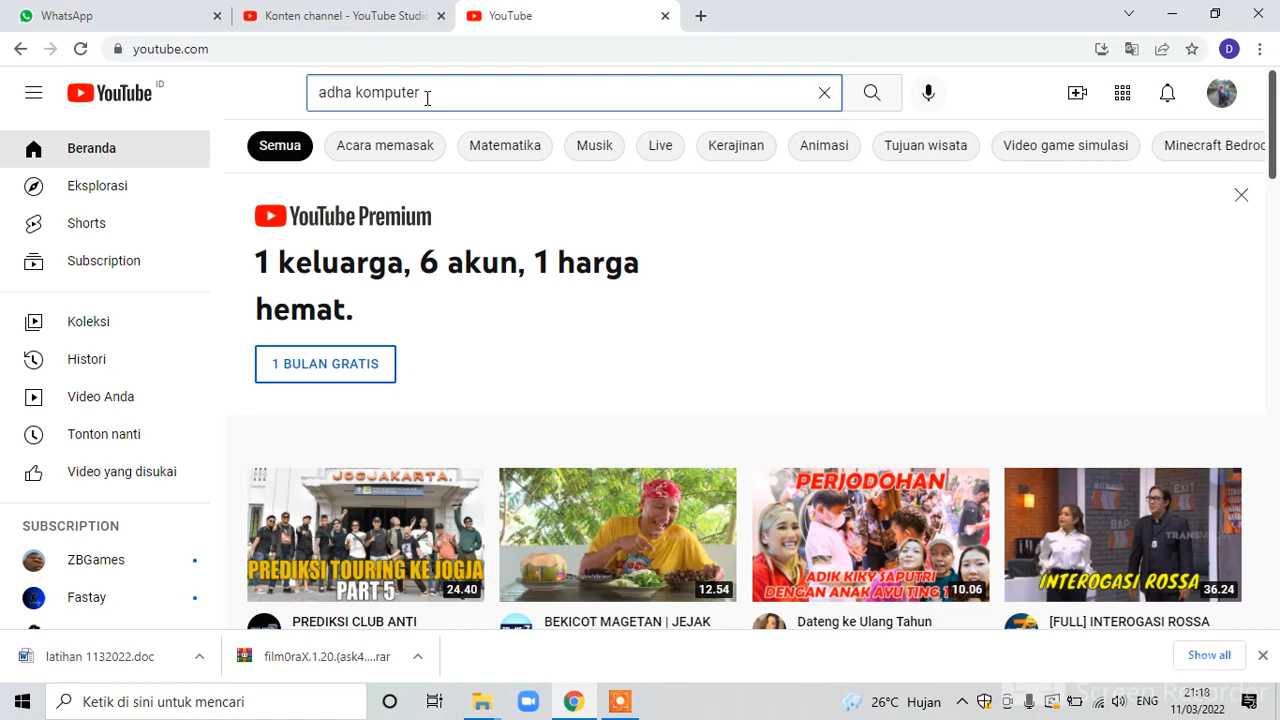 WhatsApp
Konten channel - YouTube Studio
YouTube
youtube.com
D
YouTube ID
adha komputer
Semua
Acara memasak
Matematika
Musik
Live
Kerajinan
Animasi
Tujuan wisata
Video game simulasi
Minecraft Bedroc
Beranda
Eksplorasi
Shorts
Subscription
Koleksi
Histori
Video Anda
Tonton nanti
Video yang disukai
SUBSCRIPTION
ZBGames
Fastay
YouTube Premium
1 keluarga, 6 akun, 1 harga
hemat.
1 BULAN GRATIS
JOGJAKARTA
PREDIKSI TOURING KE JOGJA
PART 5
24.40
12.54
PERJODOHAN
ADIK KIKY SAPUTRI
DENGAN ANAK AYU TING 1
10.06
EXIT
BAP
INTEROGASI ROSSA
36.24
PREDIKSI CLUB ANTI
BEKICOT MAGETAN | JEJAK
Dateng ke Ulang Tahun
[FULL] INTEROGASI ROSSA
latihan 1132022.doc
film0raX.1.20.(ask4....rar
Show all
Ketik di sini untuk mencari
26°C Hujan
ENG
21:18
11/03/2022
Screen Recorder